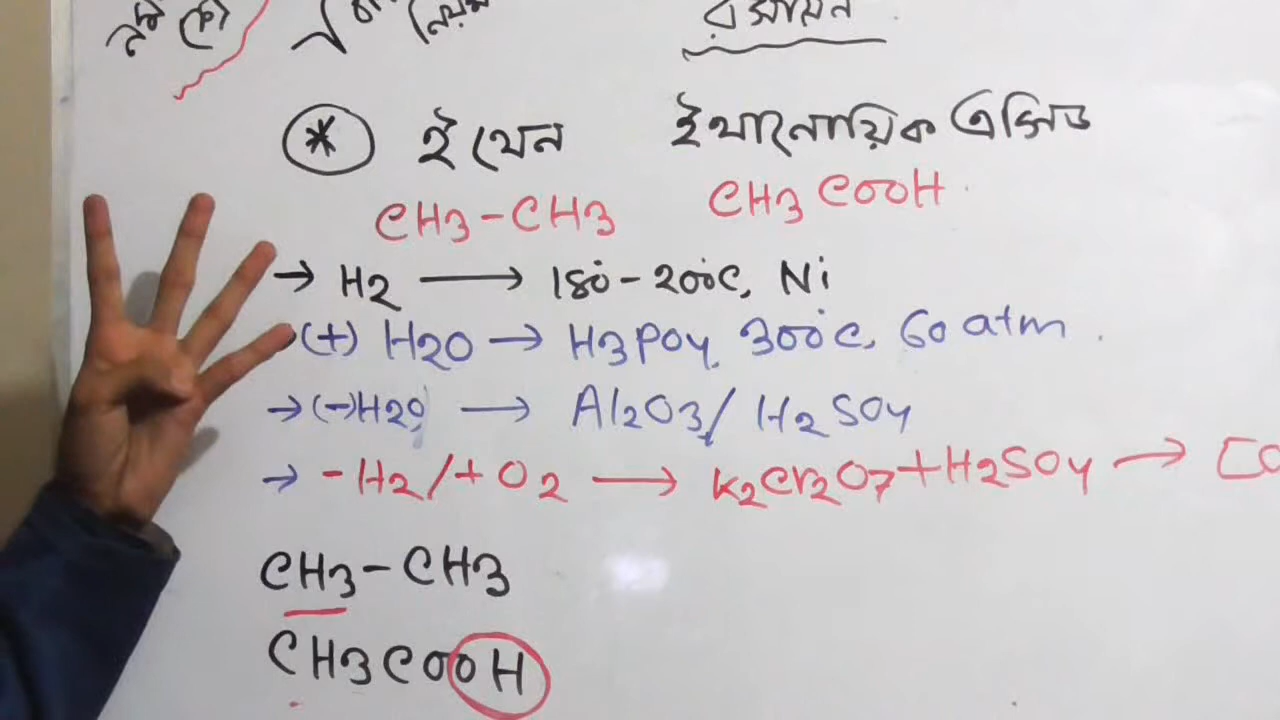 নিয়ম রসায়ন
* ইথেন ইথানোয়িক এসিড
CH3-CH3 CH3COOH
→ H2 ⟶ 180-200°C, Ni
(+) H2O → H3PO4, 300°C, 60 atm.
→ (-)H2O → Al2O3/ H2SO4
→ -H2/+O2 ⟶ K2Cr2O7+H2SO4 →
CH3-CH3
CH3COOH